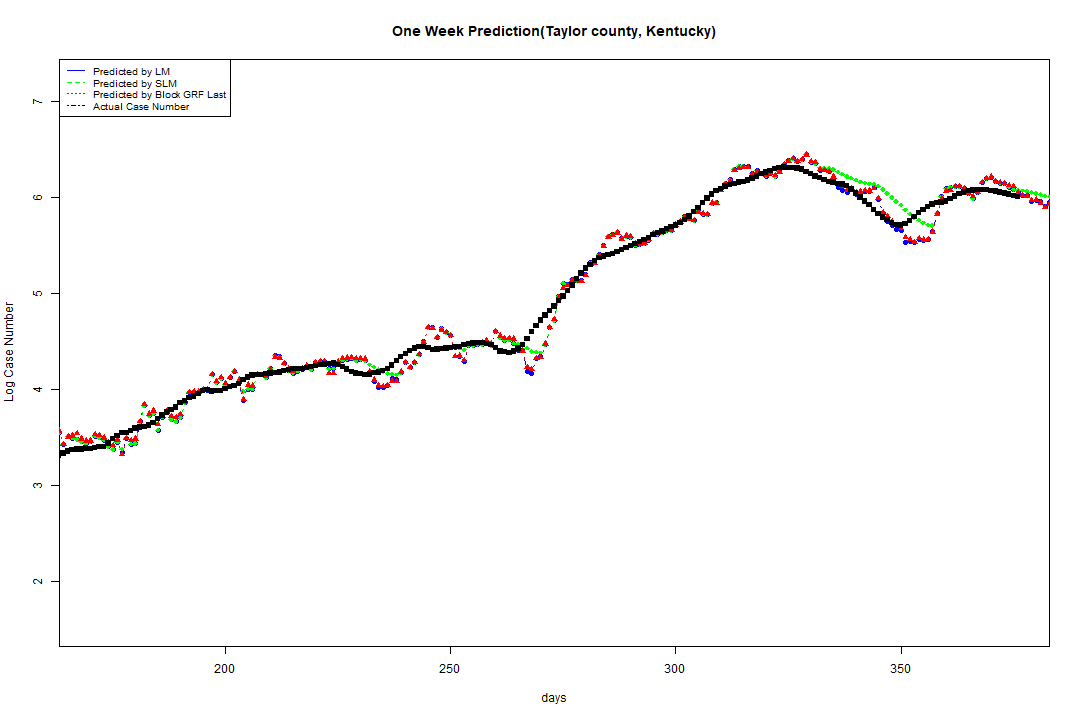 One Week Prediction(Taylor county, Kentucky)
Predicted by LM
Predicted by SLM
Predicted by Block GRF Last
Actual Case Number
7
6
5
4
3
2
Log Case Number
200 250 300 350
days